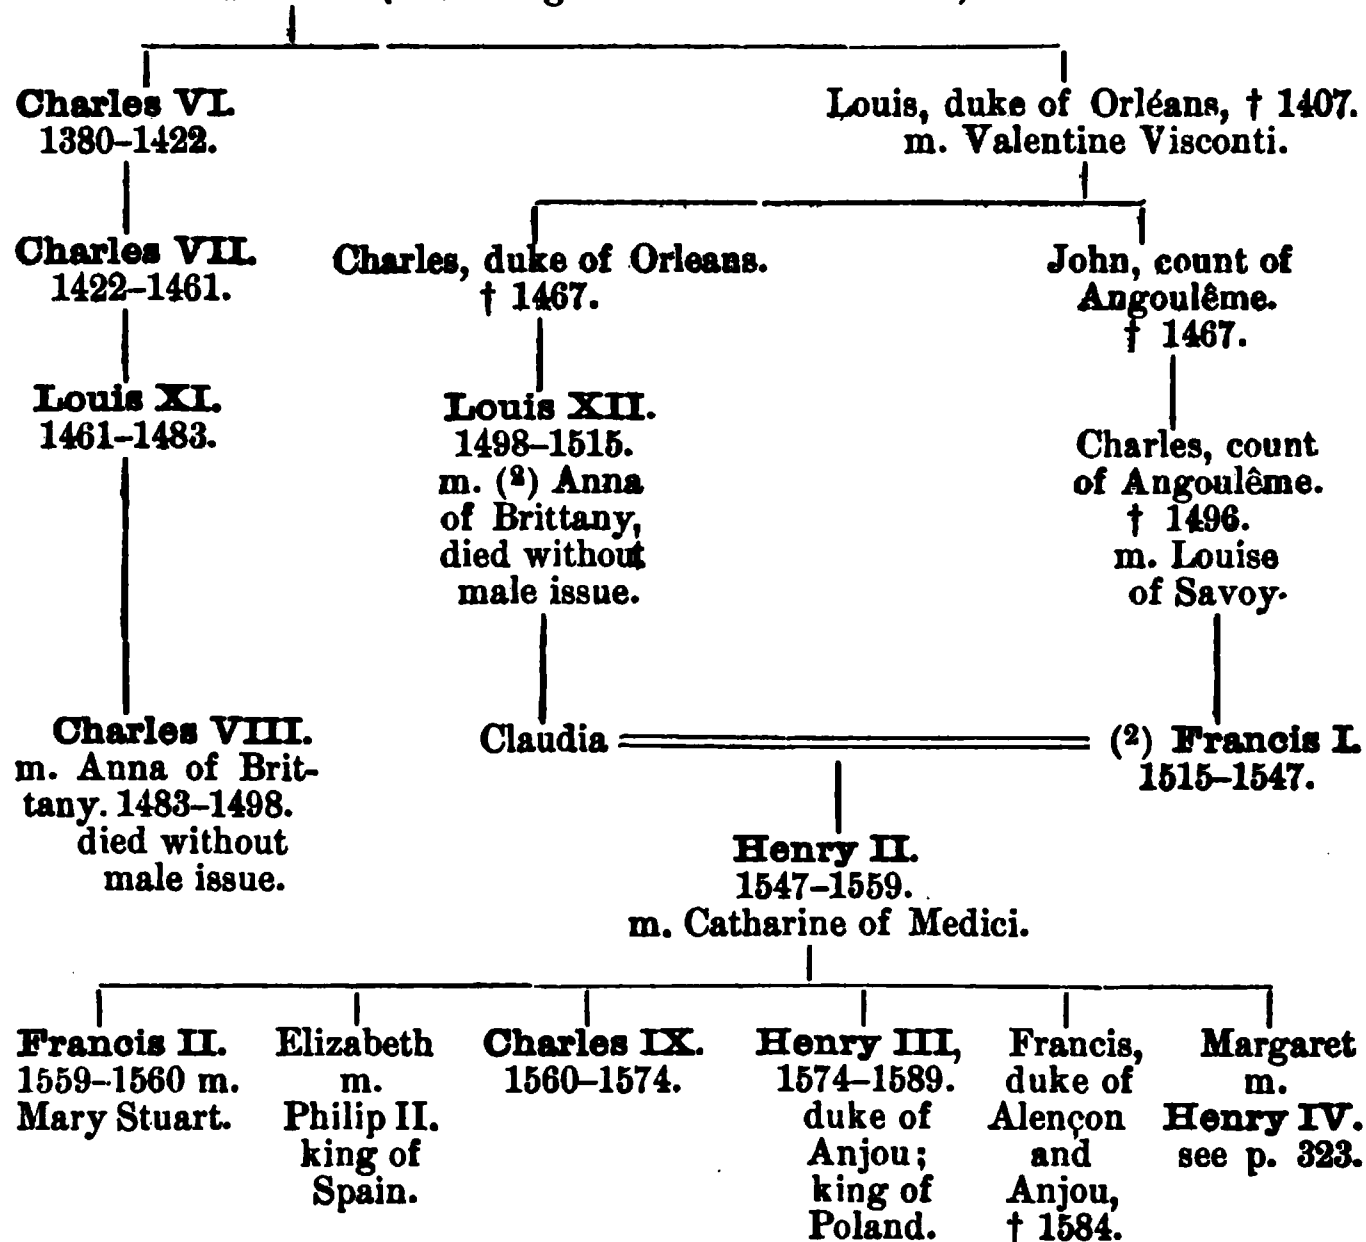 Charles VI.
1380–1422.
Louis, duke of Orléans, † 1407.
m. Valentine Visconti.
Charles VII.
1422–1461.
Charles, duke of Orleans.
† 1467.
John, count of
Angoulême.
† 1467.
Louis XI.
1461–1483.
Louis XII.
1498–1515.
m. (²) Anna
of Brittany,
died without
male issue.
Charles, count
of Angoulême.
† 1496.
m. Louise
of Savoy.
Charles VIII.
m. Anna of Brit-
tany. 1483–1498.
died without
male issue.
Claudia
(²) Francis I.
1515–1547.
Henry II.
1547–1559.
m. Catharine of Medici.
Francis II.
1559–1560 m.
Mary Stuart.
Elizabeth
m.
Philip II.
king of
Spain.
Charles IX.
1560–1574.
Henry III,
1574–1589.
duke of
Anjou;
king of
Poland.
Francis,
duke of
Alençon
and
Anjou,
† 1584.
Margaret
m.
Henry IV.
see p. 323.